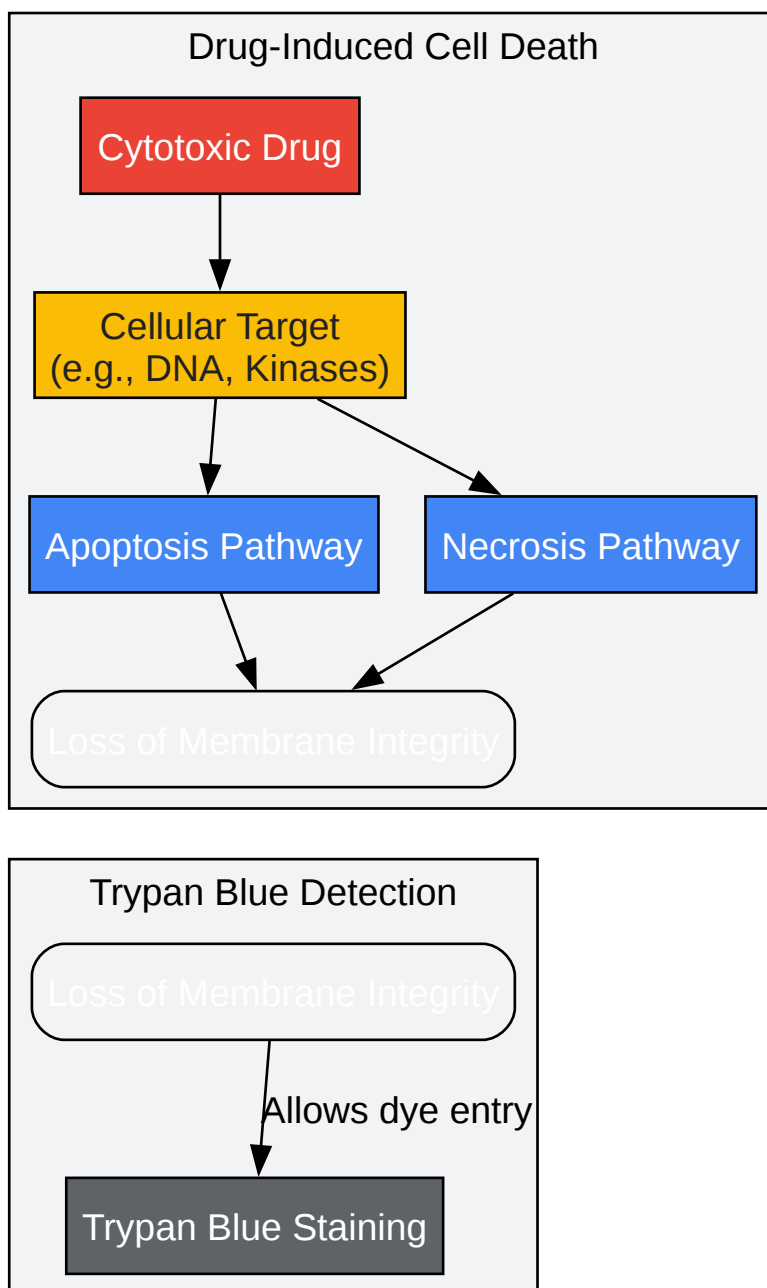 Drug-Induced Cell Death
Cytotoxic Drug
Cellular Target
(e.g., DNA, Kinases)
Apoptosis Pathway
Necrosis Pathway
Loss of Membrane Integrity
Trypan Blue Detection
Loss of Membrane Integrity
Allows dye entry
Trypan Blue Staining